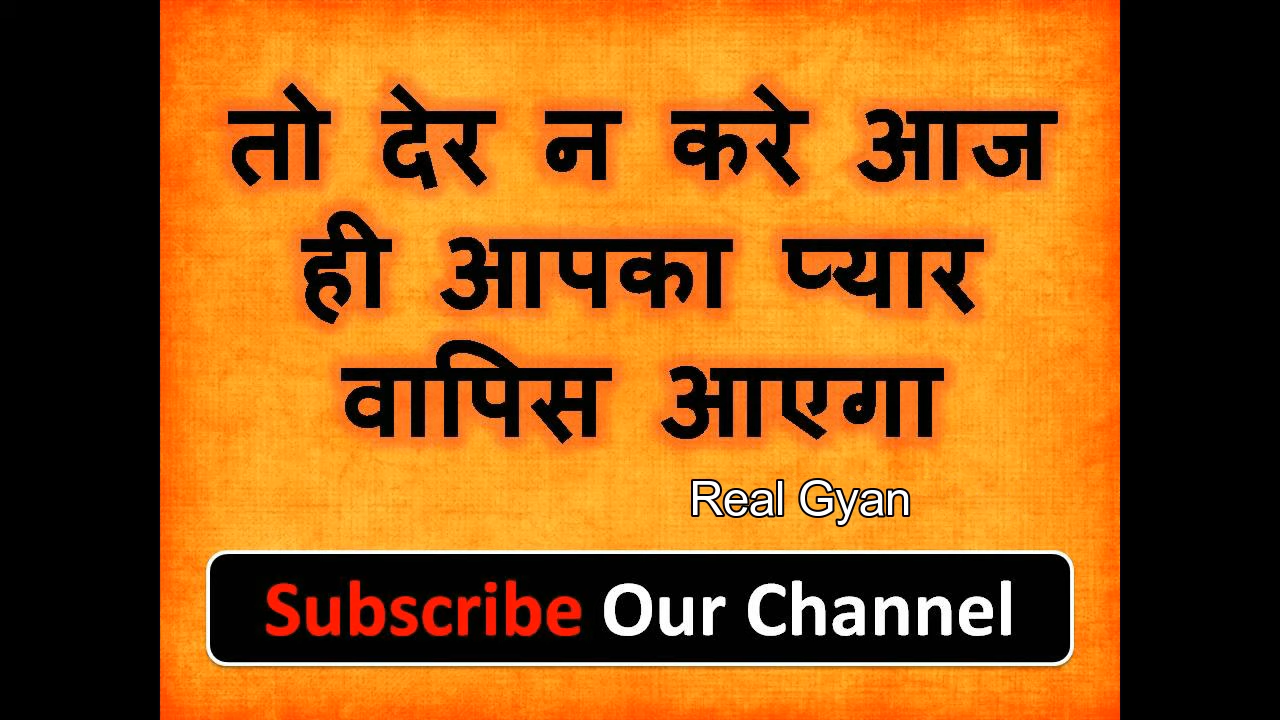 तो देर न करे आज
ही आपका प्यार
वापिस आएगा
Real Gyan
Subscribe Our Channel